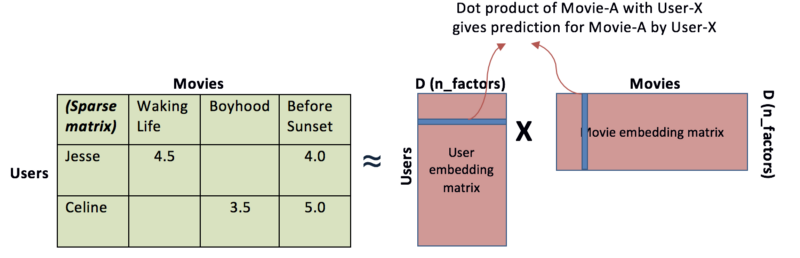 Dot product of Movie-A with User-X
gives prediction for Movie-A by User-X
Movies
(Sparse matrix) Waking Life Boyhood Before Sunset
Jesse 4.5 4.0
Celine 3.5 5.0
Users
≈
D (n_factors)
Users
User
embedding
matrix
X
Movies
Movie embedding matrix
D (n_factors)